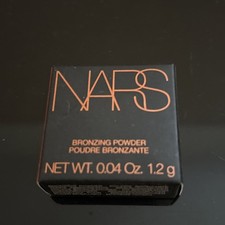 NARS
BRONZING POWDER
POUDRE BRONZANTE
NET WT. 0.04 Oz. 1.2 g